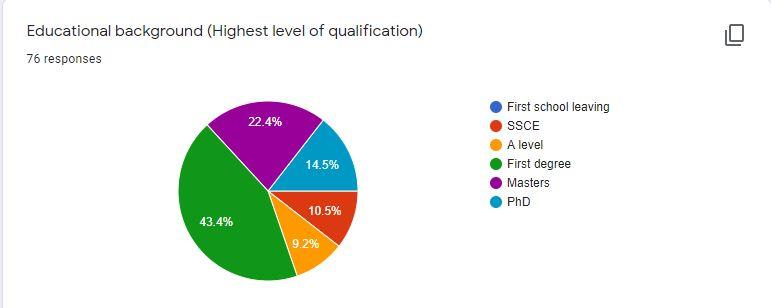 Educational background (Highest level of qualification)
76 responses
22.4%
14.5%
10.5%
9.2%
43.4%
First school leaving
SSCE
A level
First degree
Masters
PhD